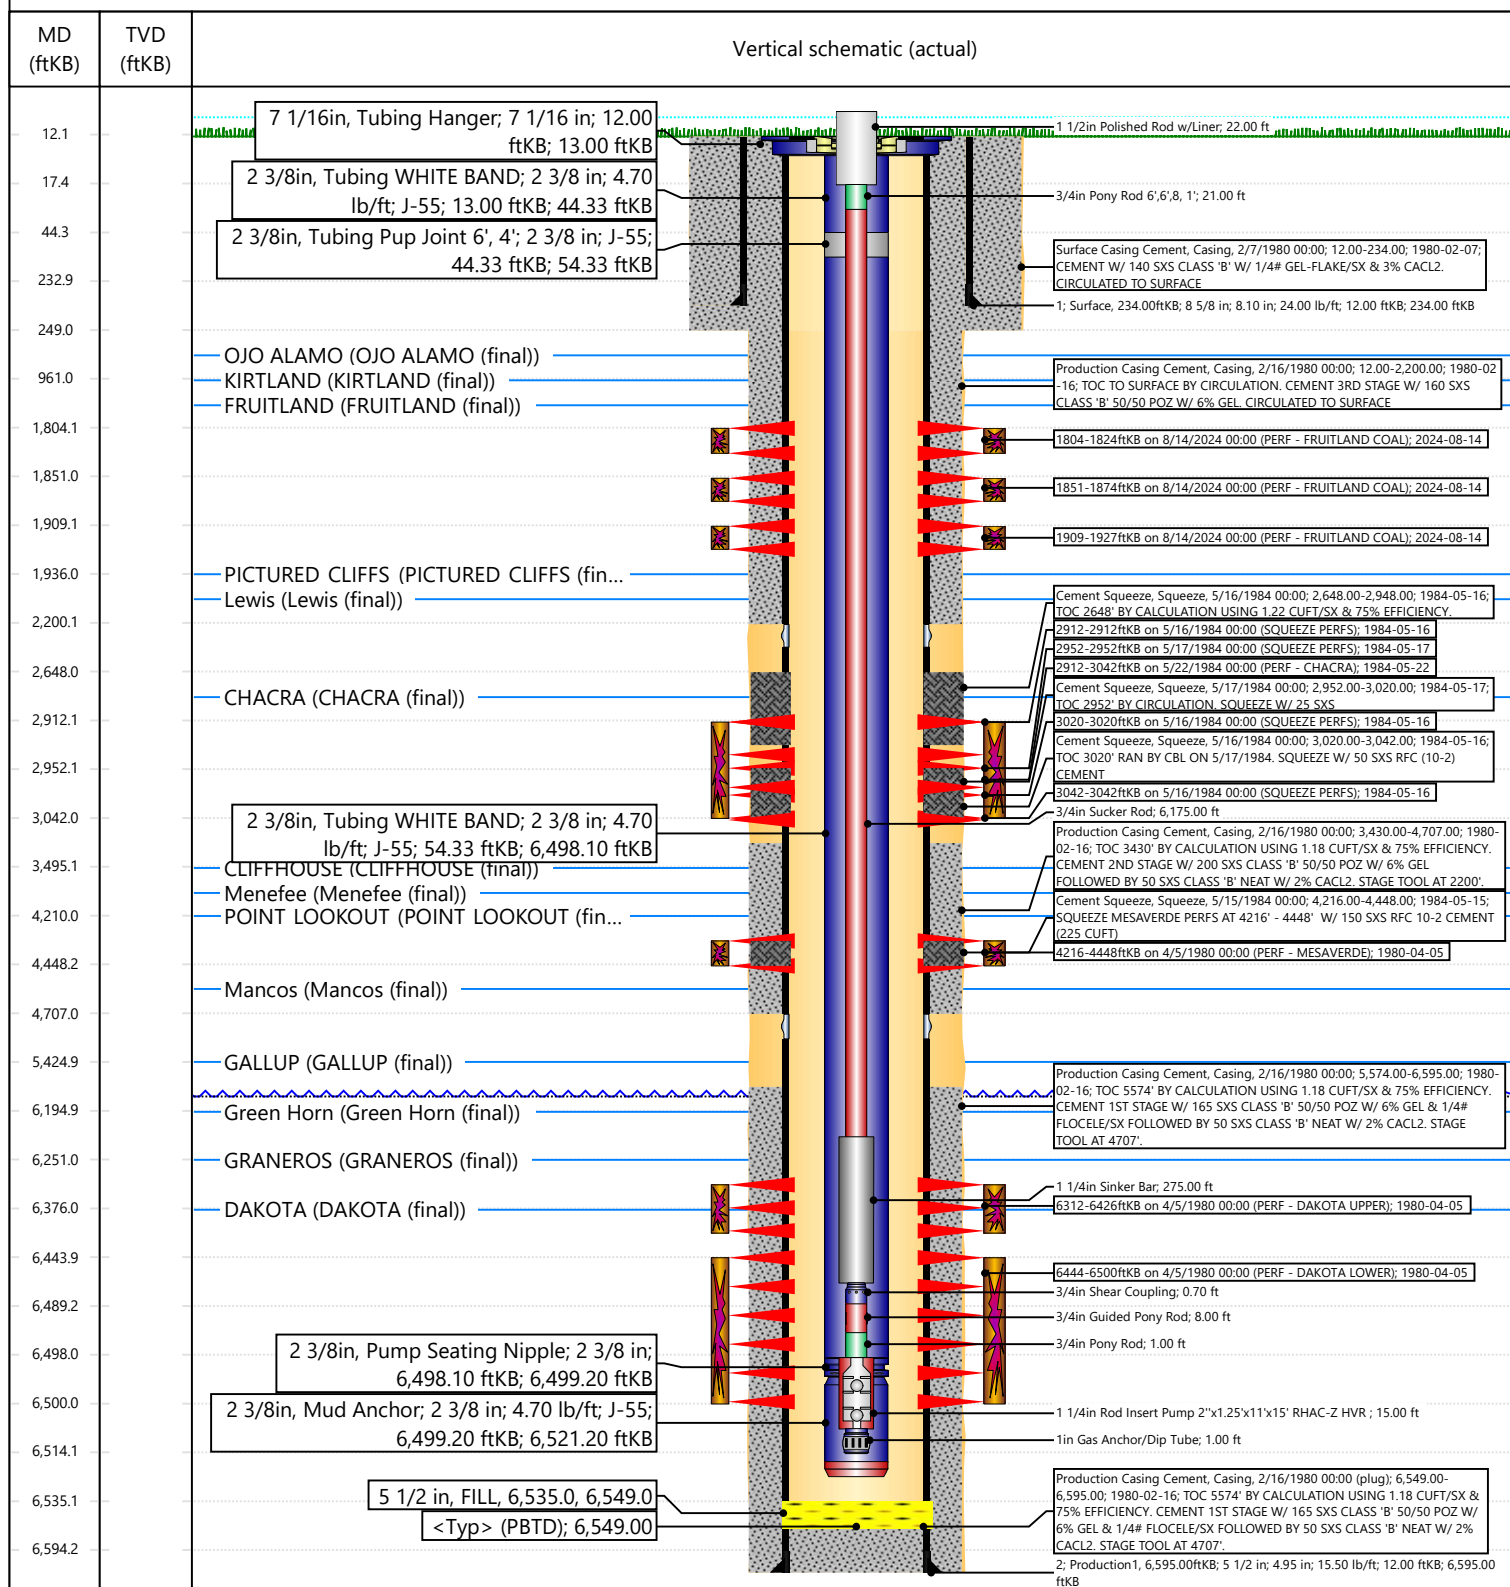 MD
(ftKB)
TVD
(ftKB)
Vertical schematic (actual)
12.1
17.4
44.3
232.9
249.0
961.0
1,804.1
1,851.0
1,909.1
1,936.0
2,200.1
2,648.0
2,912.1
2,952.1
3,042.0
3,495.1
4,210.0
4,448.2
4,707.0
5,424.9
6,194.9
6,251.0
6,376.0
6,443.9
6,489.2
6,498.0
6,500.0
6,514.1
6,535.1
6,594.2
7 1/16in, Tubing Hanger; 7 1/16 in; 12.00
ftKB; 13.00 ftKB
2 3/8in, Tubing WHITE BAND; 2 3/8 in; 4.70
lb/ft; J-55; 13.00 ftKB; 44.33 ftKB
2 3/8in, Tubing Pup Joint 6', 4'; 2 3/8 in; J-55;
44.33 ftKB; 54.33 ftKB
OJO ALAMO (OJO ALAMO (final))
KIRTLAND (KIRTLAND (final))
FRUITLAND (FRUITLAND (final))
PICTURED CLIFFS (PICTURED CLIFFS (fin...
Lewis (Lewis (final))
CHACRA (CHACRA (final))
2 3/8in, Tubing WHITE BAND; 2 3/8 in; 4.70
lb/ft; J-55; 54.33 ftKB; 6,498.10 ftKB
CLIFFHOUSE (CLIFFHOUSE (final))
Menefee (Menefee (final))
POINT LOOKOUT (POINT LOOKOUT (fin...
Mancos (Mancos (final))
GALLUP (GALLUP (final))
Green Horn (Green Horn (final))
GRANEROS (GRANEROS (final))
DAKOTA (DAKOTA (final))
2 3/8in, Pump Seating Nipple; 2 3/8 in;
6,498.10 ftKB; 6,499.20 ftKB
2 3/8in, Mud Anchor; 2 3/8 in; 4.70 lb/ft; J-55;
6,499.20 ftKB; 6,521.20 ftKB
5 1/2 in, FILL, 6,535.0, 6,549.0
<Typ> (PBTD); 6,549.00
1 1/2in Polished Rod w/Liner; 22.00 ft
3/4in Pony Rod 6',6',8, 1'; 21.00 ft
Surface Casing Cement, Casing, 2/7/1980 00:00; 12.00-234.00; 1980-02-07;
CEMENT W/ 140 SXS CLASS 'B' W/ 1/4# GEL-FLAKE/SX & 3% CACL2.
CIRCULATED TO SURFACE
1; Surface, 234.00ftKB; 8 5/8 in; 8.10 in; 24.00 lb/ft; 12.00 ftKB; 234.00 ftKB
Production Casing Cement, Casing, 2/16/1980 00:00; 12.00-2,200.00; 1980-02
-16; TOC TO SURFACE BY CIRCULATION. CEMENT 3RD STAGE W/ 160 SXS
CLASS 'B' 50/50 POZ W/ 6% GEL. CIRCULATED TO SURFACE
1804-1824ftKB on 8/14/2024 00:00 (PERF - FRUITLAND COAL); 2024-08-14
1851-1874ftKB on 8/14/2024 00:00 (PERF - FRUITLAND COAL); 2024-08-14
1909-1927ftKB on 8/14/2024 00:00 (PERF - FRUITLAND COAL); 2024-08-14
Cement Squeeze, Squeeze, 5/16/1984 00:00; 2,648.00-2,948.00; 1984-05-16;
TOC 2648' BY CALCULATION USING 1.22 CUFT/SX & 75% EFFICIENCY.
2912-2912ftKB on 5/16/1984 00:00 (SQUEEZE PERFS); 1984-05-16
2952-2952ftKB on 5/17/1984 00:00 (SQUEEZE PERFS); 1984-05-17
2912-3042ftKB on 5/22/1984 00:00 (PERF - CHACRA); 1984-05-22
Cement Squeeze, Squeeze, 5/17/1984 00:00; 2,952.00-3,020.00; 1984-05-17;
TOC 2952' BY CIRCULATION. SQUEEZE W/ 25 SXS
3020-3020ftKB on 5/16/1984 00:00 (SQUEEZE PERFS); 1984-05-16
Cement Squeeze, Squeeze, 5/16/1984 00:00; 3,020.00-3,042.00; 1984-05-16;
TOC 3020' RAN BY CBL ON 5/17/1984. SQUEEZE W/ 50 SXS RFC (10-2)
CEMENT
3042-3042ftKB on 5/16/1984 00:00 (SQUEEZE PERFS); 1984-05-16
3/4in Sucker Rod; 6,175.00 ft
Production Casing Cement, Casing, 2/16/1980 00:00; 3,430.00-4,707.00; 1980-
02-16; TOC 3430' BY CALCULATION USING 1.18 CUFT/SX & 75% EFFICIENCY.
CEMENT 2ND STAGE W/ 200 SXS CLASS 'B' 50/50 POZ W/ 6% GEL
FOLLOWED BY 50 SXS CLASS 'B' NEAT W/ 2% CACL2. STAGE TOOL AT 2200'.
Cement Squeeze, Squeeze, 5/15/1984 00:00; 4,216.00-4,448.00; 1984-05-15;
SQUEEZE MESAVERDE PERFS AT 4216' - 4448' W/ 150 SXS RFC 10-2 CEMENT
(225 CUFT)
4216-4448ftKB on 4/5/1980 00:00 (PERF - MESAVERDE); 1980-04-05
Production Casing Cement, Casing, 2/16/1980 00:00; 5,574.00-6,595.00; 1980-
02-16; TOC 5574' BY CALCULATION USING 1.18 CUFT/SX & 75% EFFICIENCY.
CEMENT 1ST STAGE W/ 165 SXS CLASS 'B' 50/50 POZ W/ 6% GEL & 1/4#
FLOCELE/SX FOLLOWED BY 50 SXS CLASS 'B' NEAT W/ 2% CACL2. STAGE
TOOL AT 4707'.
1 1/4in Sinker Bar; 275.00 ft
6312-6426ftKB on 4/5/1980 00:00 (PERF - DAKOTA UPPER); 1980-04-05
6444-6500ftKB on 4/5/1980 00:00 (PERF - DAKOTA LOWER); 1980-04-05
3/4in Shear Coupling; 0.70 ft
3/4in Guided Pony Rod; 8.00 ft
3/4in Pony Rod; 1.00 ft
1 1/4in Rod Insert Pump 2"x1.25'x11'x15' RHAC-Z HVR ; 15.00 ft
1in Gas Anchor/Dip Tube; 1.00 ft
Production Casing Cement, Casing, 2/16/1980 00:00 (plug); 6,549.00-
6,595.00; 1980-02-16; TOC 5574' BY CALCULATION USING 1.18 CUFT/SX &
75% EFFICIENCY. CEMENT 1ST STAGE W/ 165 SXS CLASS 'B' 50/50 POZ W/
6% GEL & 1/4# FLOCELE/SX FOLLOWED BY 50 SXS CLASS 'B' NEAT W/ 2%
CACL2. STAGE TOOL AT 4707'.
2; Production1, 6,595.00ftKB; 5 1/2 in; 4.95 in; 15.50 lb/ft; 12.00 ftKB; 6,595.00
ftKB